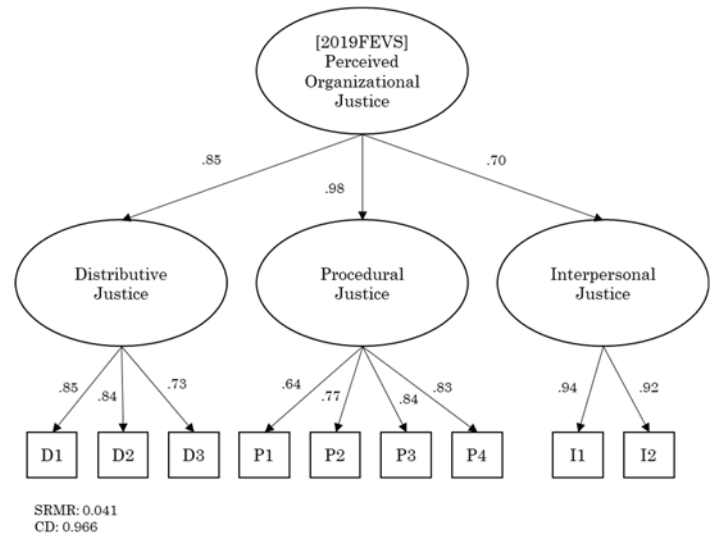 [2019FEVS]
Perceived
Organizational
Justice
.85
.98
.70
Distributive
Justice
Procedural
Justice
Interpersonal
Justice
.85
.84
.73
.64
.77
.84
.83
.94
.92
D1
D2
D3
P1
P2
P3
P4
I1
I2
SRMR: 0.041
CD: 0.966